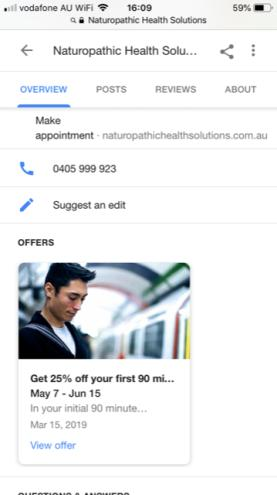 vodafone AU WiFi 16:09 59%
Naturopathic Health Solutions
Naturopathic Health Solu...
OVERVIEW POSTS REVIEWS ABOUT
Make
appointment · naturopathichealthsolutions.com.au
0405 999 923
Suggest an edit
OFFERS
Get 25% off your first 90 mi...
May 7 - Jun 15
In your initial 90 minute...
Mar 15, 2019
View offer
QUESTIONS & ANSWERS